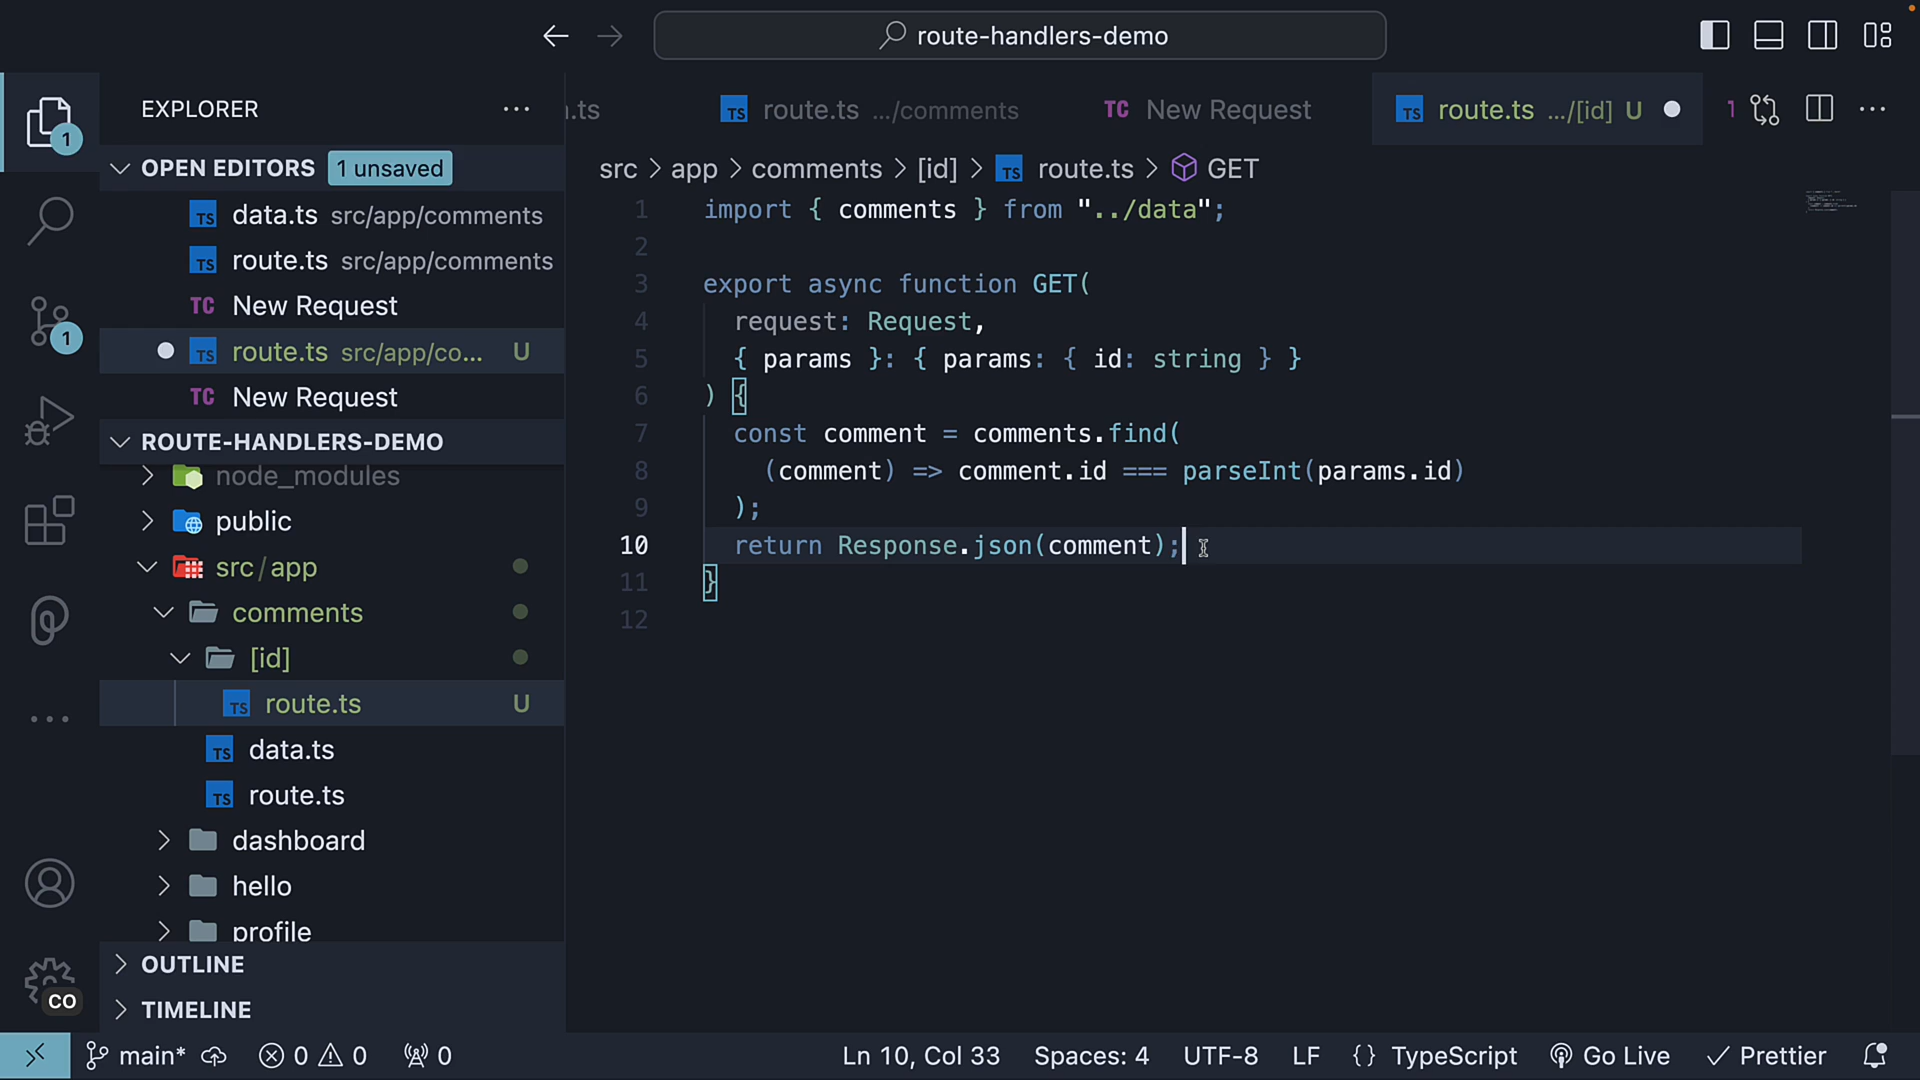 route-handlers-demo
EXPLORER
OPEN EDITORS 1 unsaved
data.ts src/app/comments
route.ts src/app/comments
TC New Request
route.ts src/app/co... U
TC New Request
ROUTE-HANDLERS-DEMO
node_modules
public
src/app
comments
[id]
route.ts U
data.ts
route.ts
dashboard
hello
profile
OUTLINE
TIMELINE
1
1
CO
.ts
route.ts .../comments
TC New Request
route.ts .../[id] U
1
src > app > comments > [id] > TS route.ts > GET
1 import { comments } from "../data";
2
3 export async function GET(
4 request: Request,
5 { params }: { params: { id: string } }
6 ) {
7 const comment = comments.find(
8 (comment) => comment.id === parseInt(params.id)
9 );
10 return Response.json(comment);
11 }
12
main* 0 0 0 Ln 10, Col 33 Spaces: 4 UTF-8 LF {} TypeScript Go Live Prettier